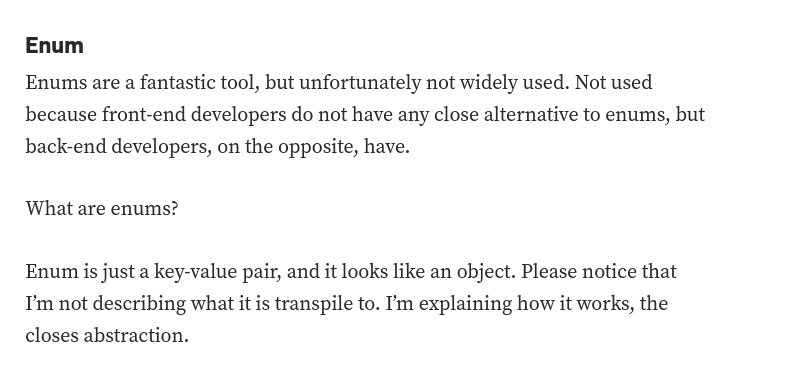 Enum
Enums are a fantastic tool, but unfortunately not widely used. Not used
because front-end developers do not have any close alternative to enums, but
back-end developers, on the opposite, have.
What are enums?
Enum is just a key-value pair, and it looks like an object. Please notice that
I’m not describing what it is transpile to. I’m explaining how it works, the
closes abstraction.